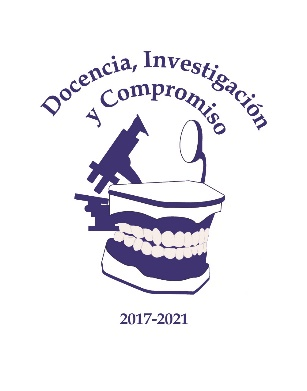 Docencia, Investigación
y Compromiso
2017-2021